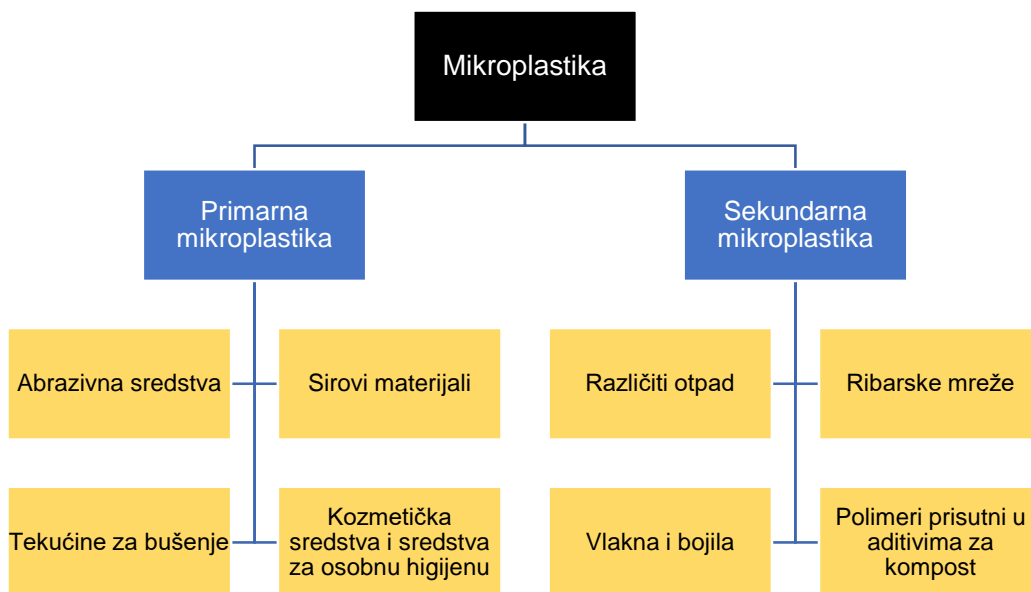 Mikroplastika
Primarna
mikroplastika
Sekundarna
mikroplastika
Abrazivna sredstva
Sirovi materijali
Različiti otpad
Ribarske mreže
Tekućine za bušenje
Kozmetička
sredstva i sredstva
za osobnu higijenu
Vlakna i bojila
Polimeri prisutni u
aditivima za
kompost